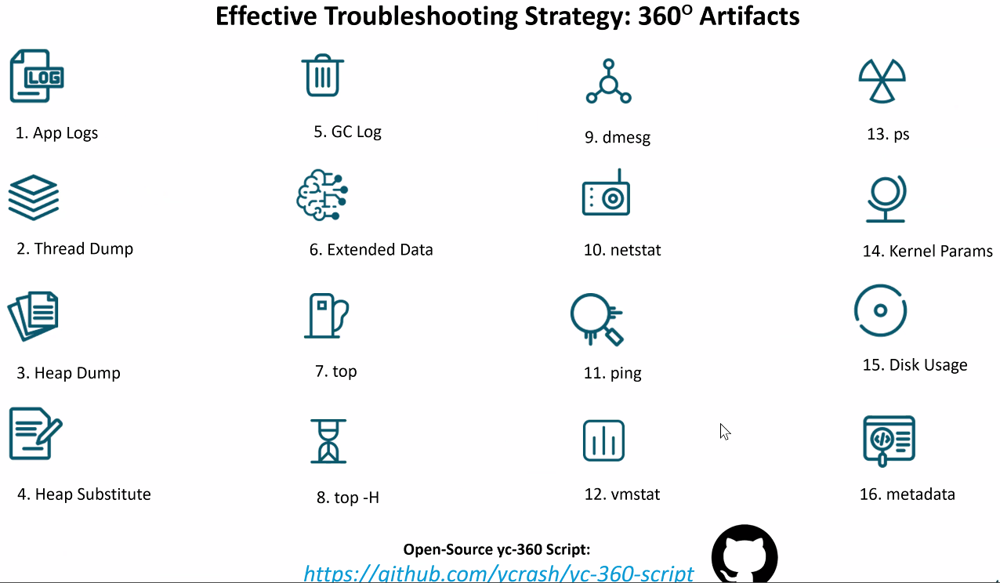 Effective Troubleshooting Strategy: 360° Artifacts
LOG
1. App Logs
5. GC Log
9. dmesg
13. ps
2. Thread Dump
6. Extended Data
10. netstat
14. Kernel Params
3. Heap Dump
7. top
11. ping
15. Disk Usage
4. Heap Substitute
8. top -H
12. vmstat
16. metadata
Open-Source yc-360 Script:
https://github.com/ycrash/yc-360-script